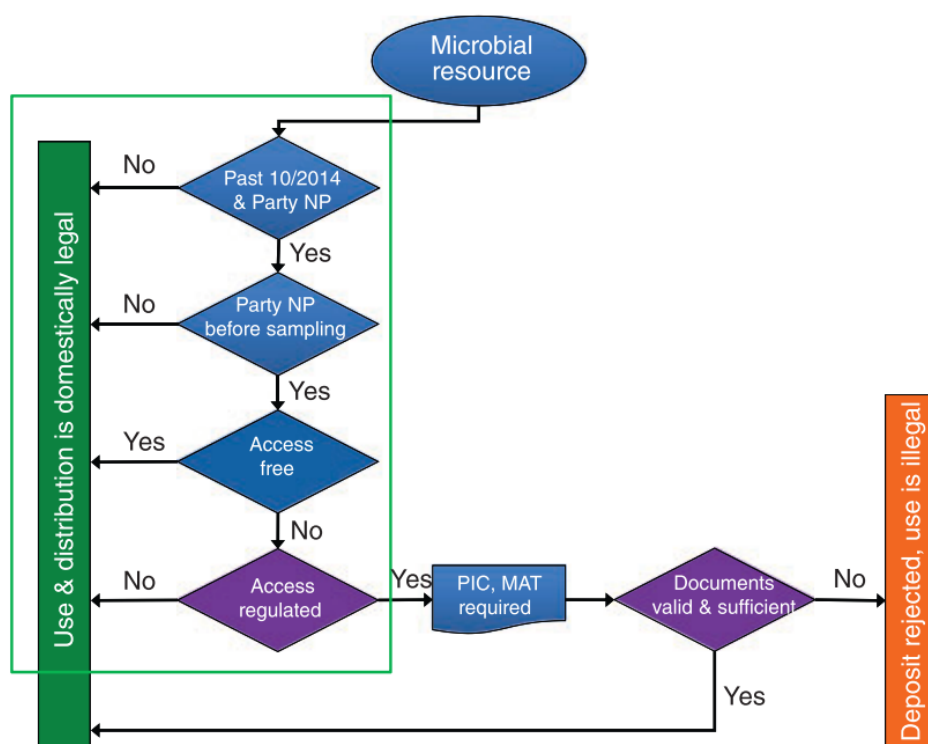 Microbial
resource
No
Past 10/2014
& Party NP
Yes
No
Party NP
before sampling
Yes
Yes
Access
free
No
No
Access
regulated
Yes
PIC, MAT
required
Documents
valid & sufficient
No
Yes
Use & distribution is domestically legal
Deposit rejected, use is illegal